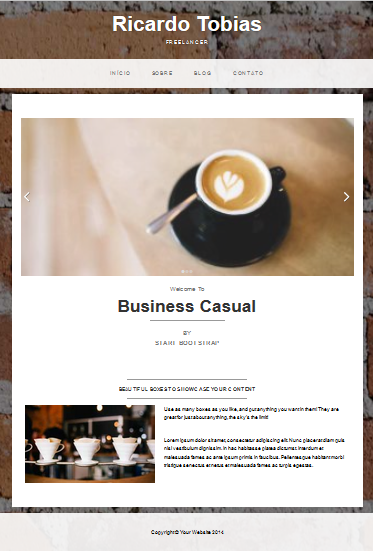 Ricardo Tobias
FREELANCER
INÍCIO SOBRE BLOG CONTATO
Welcome To
Business Casual
BY
START BOOTSTRAP
BEAUTIFUL BOXES TO SHOWCASE YOUR CONTENT
Use as many boxes as you like, and put anything you want in them! They are
great for just about anything, the sky's the limit!
Lorem ipsum dolor sit amet, consectetur adipiscing elit. Nunc placerat diam quis
nisl vestibulum dignissim. In hac habitasse platea dictumst. Interdum et
malesuada fames ac ante ipsum primis in faucibus. Pellentesque habitant morbi
tristique senectus et netus et malesuada fames ac turpis egestas.
Copyright © Your Website 2014